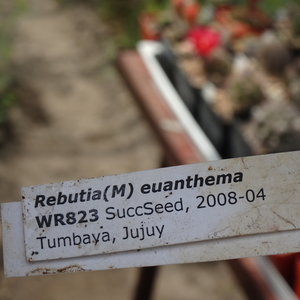 Rebutia(M) euanthema
WR823 SuccSeed, 2008-04
Tumbaya, Jujuy